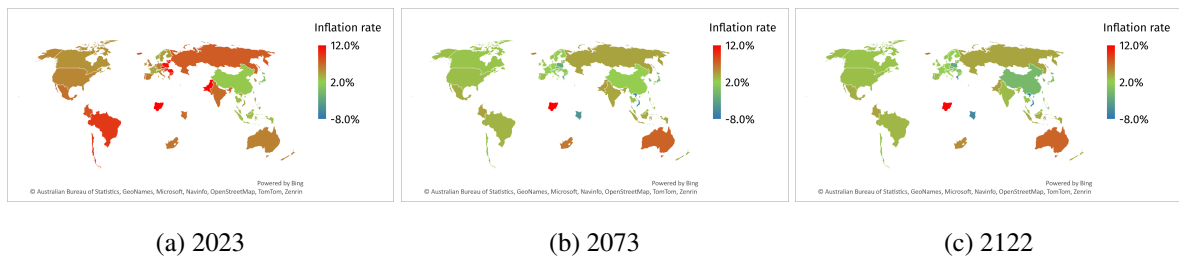 Inflation rate
12.0%
2.0%
-8.0%
Powered by Bing
© Australian Bureau of Statistics, GeoNames, Microsoft, Navinfo, OpenStreetMap, TomTom, Zenrin
(a) 2023
Inflation rate
12.0%
2.0%
-8.0%
Powered by Bing
© Australian Bureau of Statistics, GeoNames, Microsoft, Navinfo, OpenStreetMap, TomTom, Zenrin
(b) 2073
Inflation rate
12.0%
2.0%
-8.0%
Powered by Bing
© Australian Bureau of Statistics, GeoNames, Microsoft, Navinfo, OpenStreetMap, TomTom, Zenrin
(c) 2122